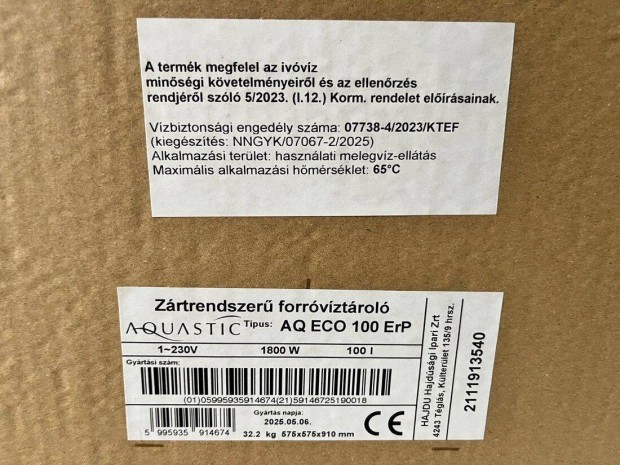 A termék megfelel az ivóvíz
minőségi követelményeiről és az ellenőrzés
rendjéről szóló 5/2023. (I.12.) Korm. rendelet előírásainak.
Vízbiztonsági engedély száma: 07738-4/2023/KTEF
(kiegészítés: NNGYK/07067-2/2025)
Alkalmazási terület: használati melegvíz-ellátás
Maximális alkalmazási hőmérséklet: 65°C
Zártrendszerű forróvíztároló
AQUASTIC Típus: AQ ECO 100 ErP
1~230V 1800 W 100 l
Gyártási szám:
(01)05995935914674(21)59146725190018
Gyártás napja:
2025.05.06.
5 995935 914674
32.2 kg 575x575x910 mm
CE
HAJDU Hajdúsági Ipari Zrt
4243 Téglás, Külterület 135/9 hrsz.
2111913540